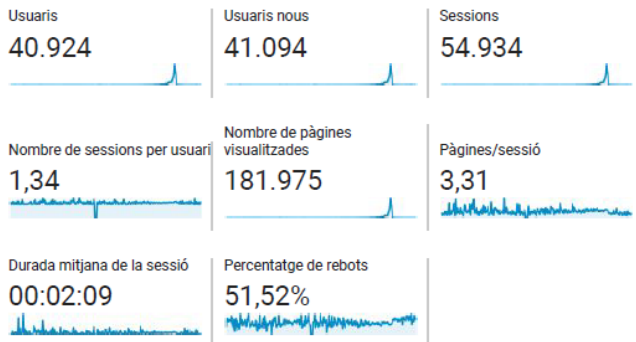 Usuaris
40.924
Usuaris nous
41.094
Sessions
54.934
Nombre de sessions per usuari
1,34
Nombre de pàgines
visualitzades
181.975
Pàgines/sessió
3,31
Durada mitjana de la sessió
00:02:09
Percentatge de rebots
51,52%